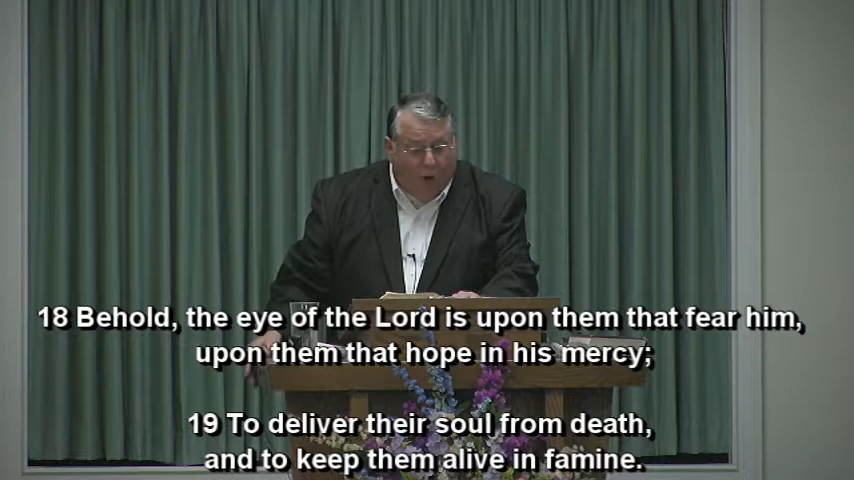 18 Behold, the eye of the Lord is upon them that fear him,
upon them that hope in his mercy;
19 To deliver their soul from death,
and to keep them alive in famine.